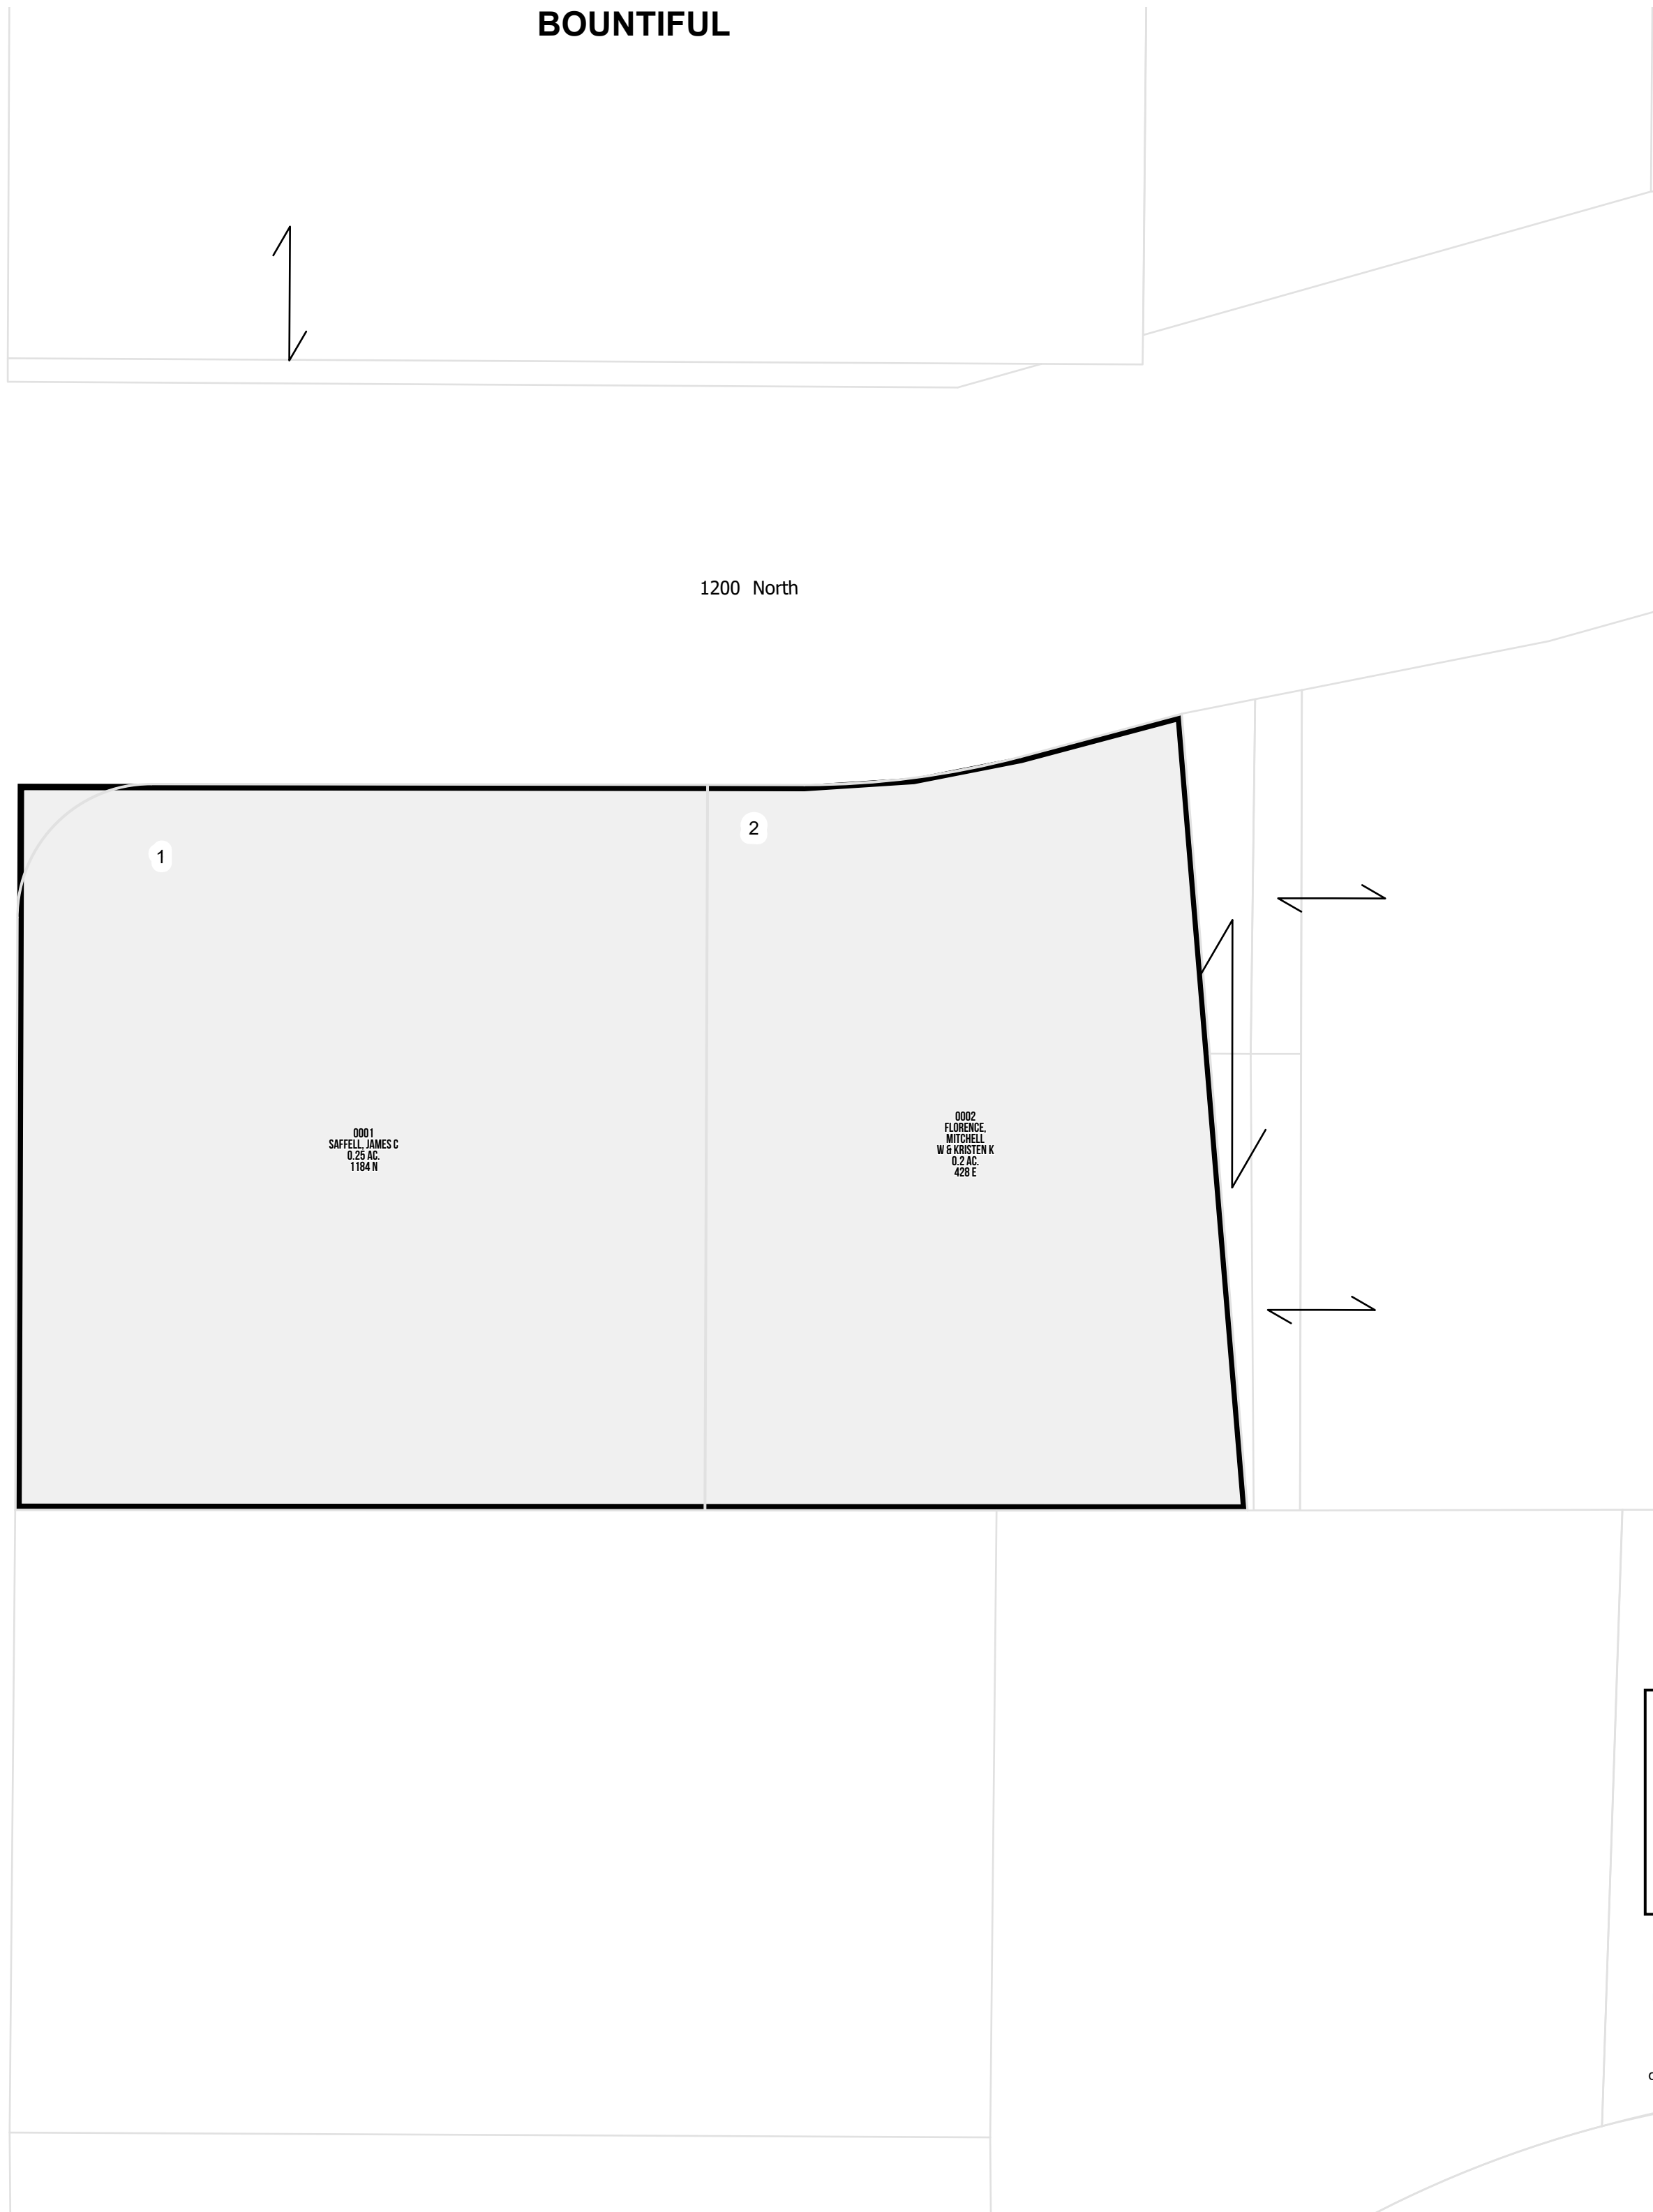 BOUNTIFUL
1200 North
1
2
0001
SAFFELL, JAMES C
0.25 AC.
1184 N
0002
FLORENCE,
MITCHELL
W & KRISTEN K
0.2 AC.
428 E